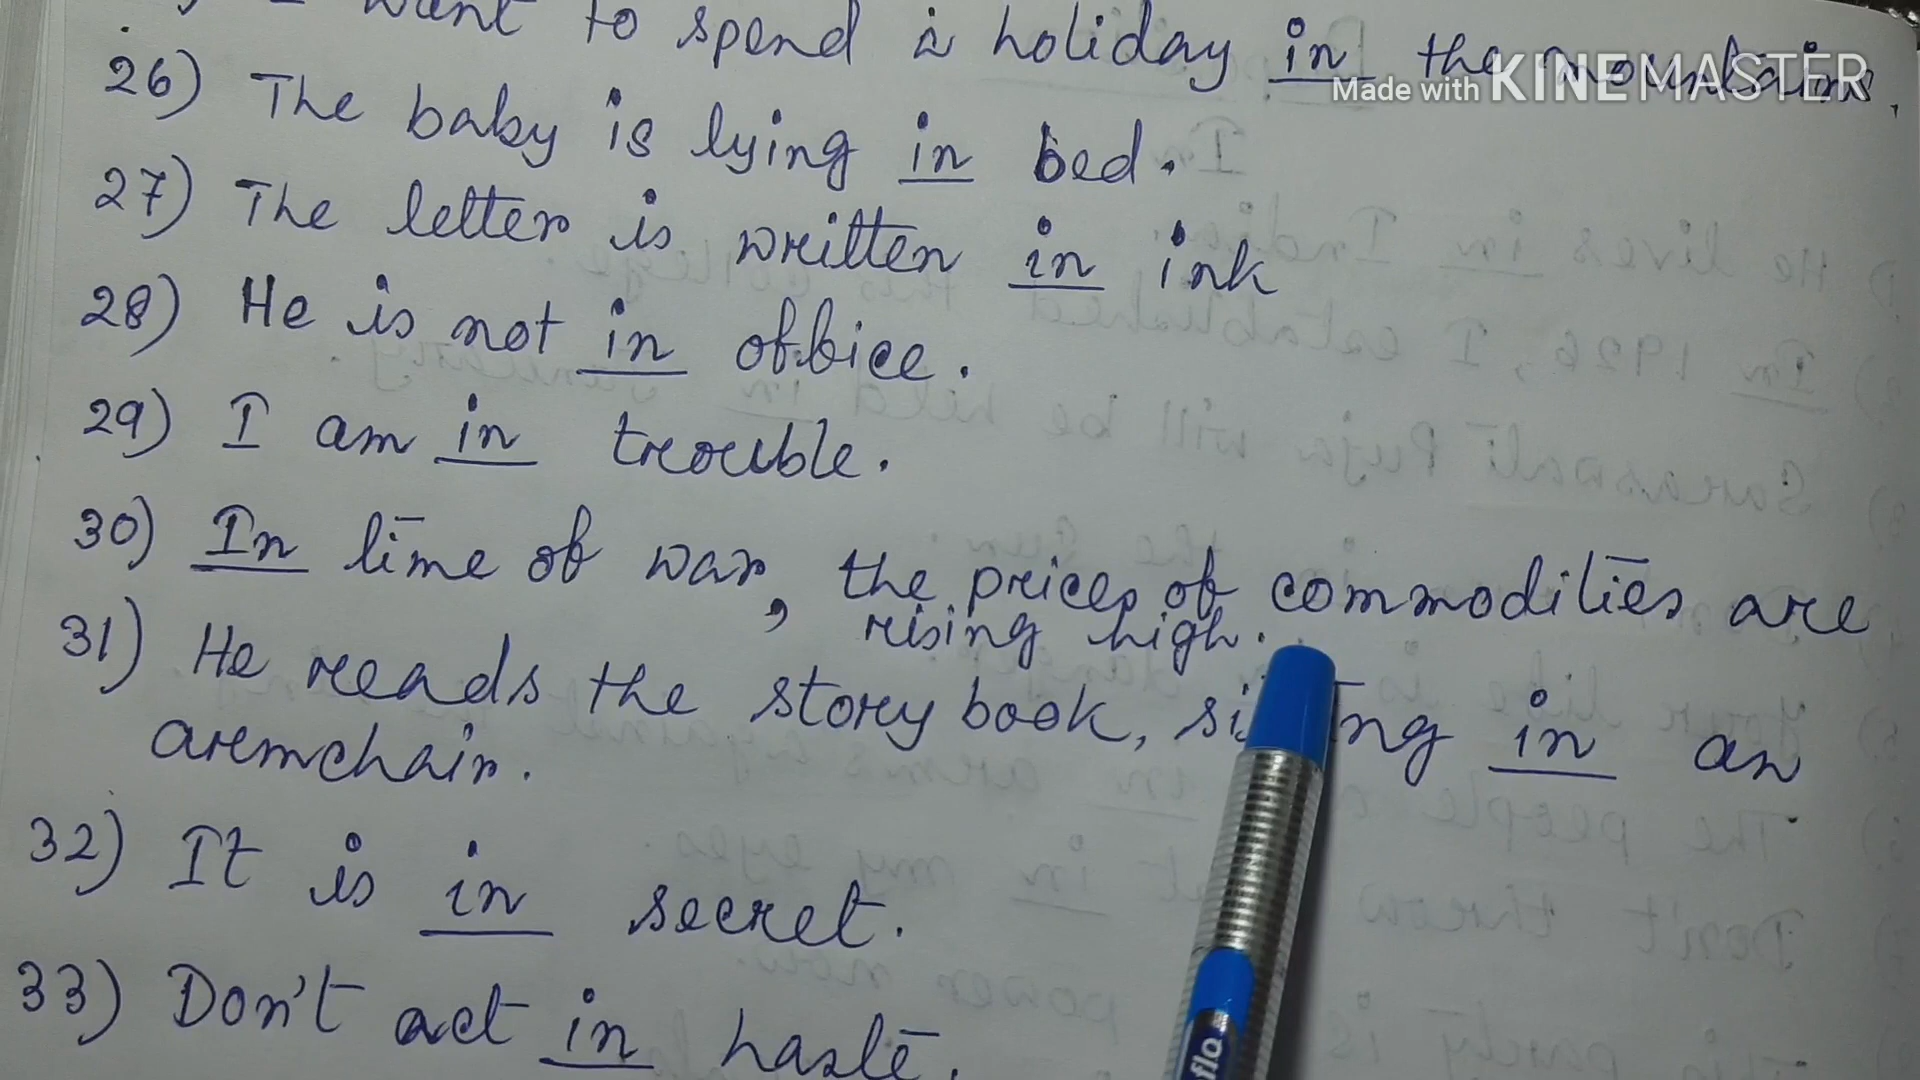 I want to spend a holiday in the mountains.
Made with KINEMASTER
26) The baby is lying in bed.
27) The letter is written in ink
28) He is not in office.
29) I am in trouble.
30) In time of war, the prices of commodities are
rising high.
31) He reads the story book, sitting in an
armchair.
32) It is in secret.
33) Don't act in haste.
flo